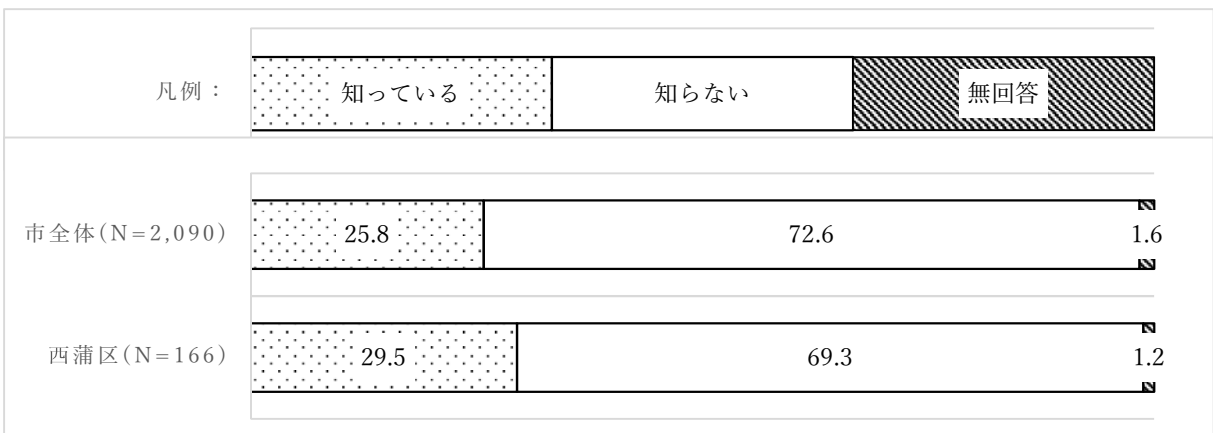 凡例： 知っている 知らない 無回答
市全体(N=2,090) 25.8 72.6 1.6
西蒲区(N=166) 29.5 69.3 1.2